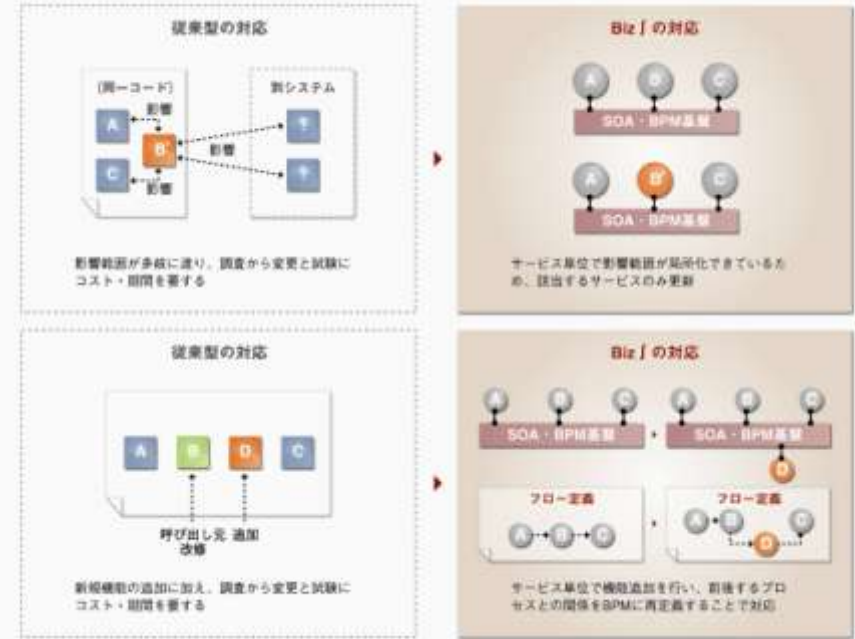 従来型の対応
(同一コード)
別システム
A
影響
B'
C
影響
影響
?
?
影響範囲が多岐に渡り、調査から変更と試験に
コスト・期間を要する
Biz∫の対応
A B C
SOA・BPM基盤
A B' C
SOA・BPM基盤
サービス単位で影響範囲が局所化できているた
め、該当するサービスのみ更新
従来型の対応
A B D C
呼び出し元 追加
改修
新規機能の追加に加え、調査から変更と試験に
コスト・期間を要する
Biz∫の対応
A B C A B C
SOA・BPM基盤 SOA・BPM基盤
D
フロー定義 フロー定義
A B C A B C
D
サービス単位で機能追加を行い、前後するプロ
セスとの関係をBPMに再定義することで対応